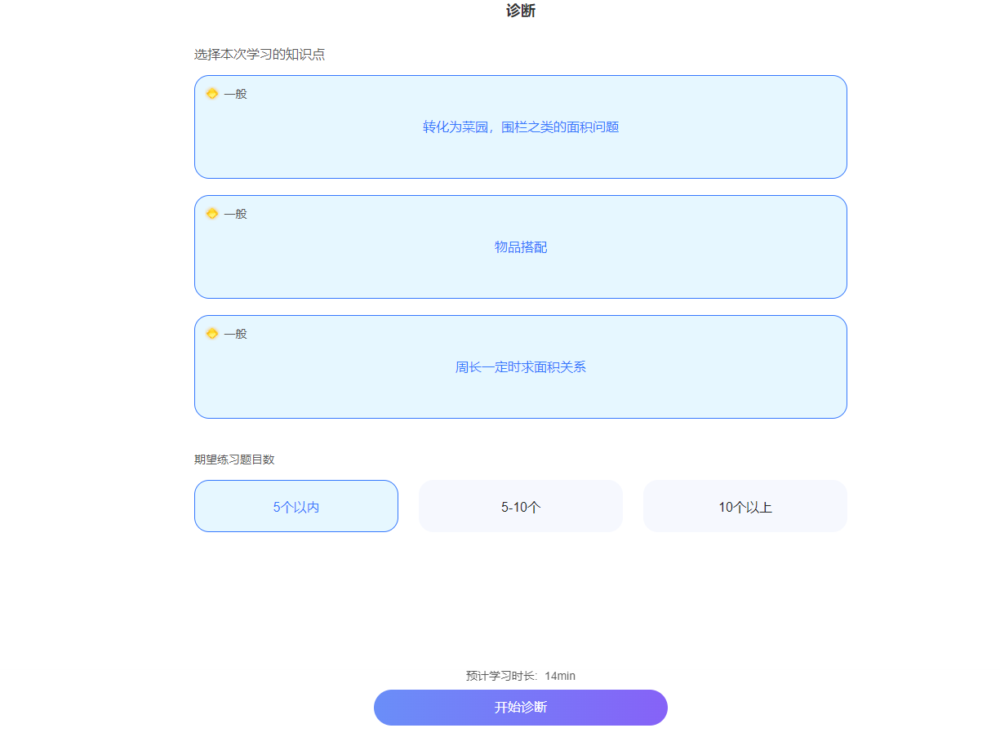 诊断
选择本次学习的知识点
一般
转化为菜园，围栏之类的面积问题
一般
物品搭配
一般
周长一定时求面积关系
期望练习题目数
5个以内
5-10个
10个以上
预计学习时长: 14min
开始诊断